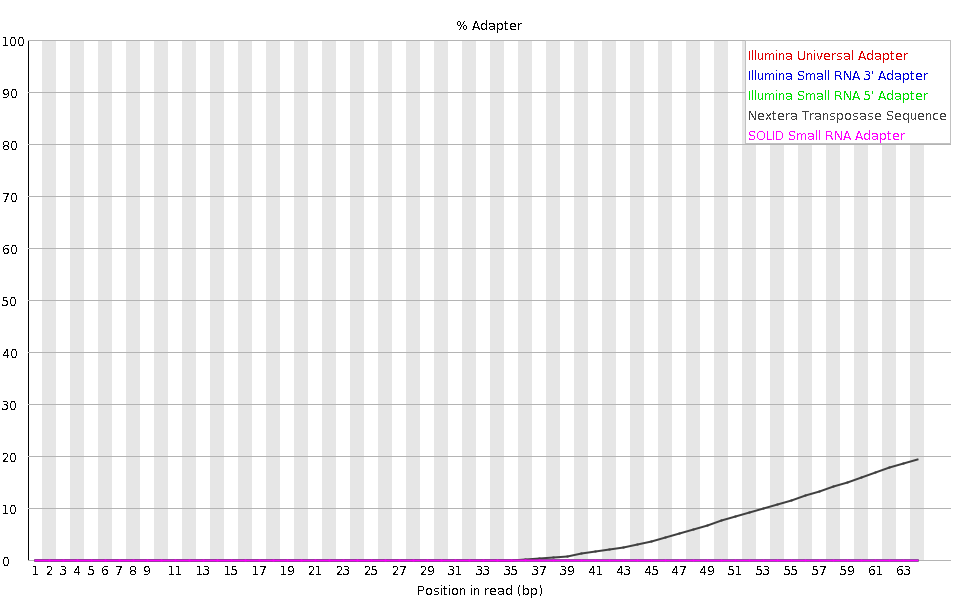 % Adapter
100
90
80
70
60
50
40
30
20
10
0
Illumina Universal Adapter
Illumina Small RNA 3' Adapter
Illumina Small RNA 5' Adapter
Nextera Transposase Sequence
SOLID Small RNA Adapter
1 2 3 4 5 6 7 8 9 11 13 15 17 19 21 23 25 27 29 31 33 35 37 39 41 43 45 47 49 51 53 55 57 59 61 63
Position in read (bp)